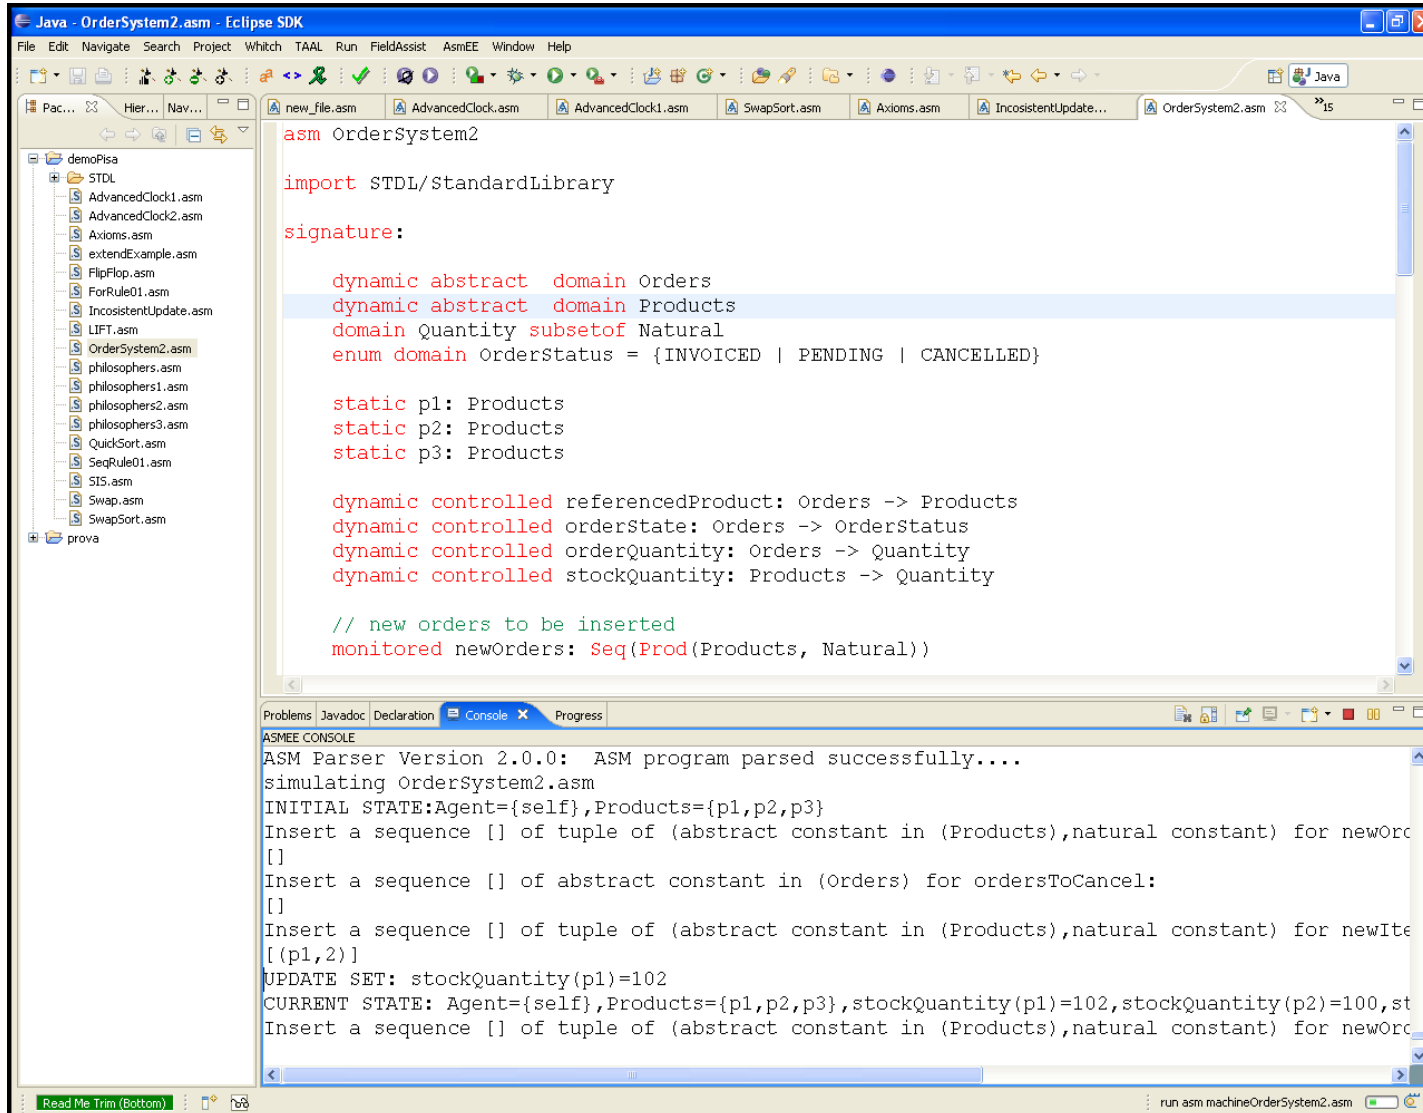 Java - OrderSystem2.asm - Eclipse SDK
File Edit Navigate Search Project Whitch TAAL Run FieldAssist AsmEE Window Help
Java
Pac... Hier... Nav...
new_file.asm AdvancedClock.asm AdvancedClock1.asm SwapSort.asm Axioms.asm IncosistentUpdate... OrderSystem2.asm »15
demoPisa
STDL
AdvancedClock1.asm
AdvancedClock2.asm
Axioms.asm
extendExample.asm
FlipFlop.asm
ForRule01.asm
IncosistentUpdate.asm
LIFT.asm
OrderSystem2.asm
philosophers.asm
philosophers1.asm
philosophers2.asm
philosophers3.asm
QuickSort.asm
SeqRule01.asm
SIS.asm
Swap.asm
SwapSort.asm
prova
asm OrderSystem2
import STDL/StandardLibrary
signature:
dynamic abstract  domain Orders
dynamic abstract  domain Products
domain Quantity subsetof Natural
enum domain OrderStatus = {INVOICED | PENDING | CANCELLED}
static p1: Products
static p2: Products
static p3: Products
dynamic controlled referencedProduct: Orders -> Products
dynamic controlled orderState: Orders -> OrderStatus
dynamic controlled orderQuantity: Orders -> Quantity
dynamic controlled stockQuantity: Products -> Quantity
// new orders to be inserted
monitored newOrders: Seq(Prod(Products, Natural))
Problems Javadoc Declaration Console Progress
ASMEE CONSOLE
ASM Parser Version 2.0.0:  ASM program parsed successfully....
simulating OrderSystem2.asm
INITIAL STATE:Agent={self},Products={p1,p2,p3}
Insert a sequence [] of tuple of (abstract constant in (Products),natural constant) for newOrd
[]
Insert a sequence [] of abstract constant in (Orders) for ordersToCancel:
[]
Insert a sequence [] of tuple of (abstract constant in (Products),natural constant) for newIte
[(p1,2)]
UPDATE SET: stockQuantity(p1)=102
CURRENT STATE: Agent={self},Products={p1,p2,p3},stockQuantity(p1)=102,stockQuantity(p2)=100,st
Insert a sequence [] of tuple of (abstract constant in (Products),natural constant) for newOrd
Read Me Trim (Bottom)
run asm machineOrderSystem2.asm